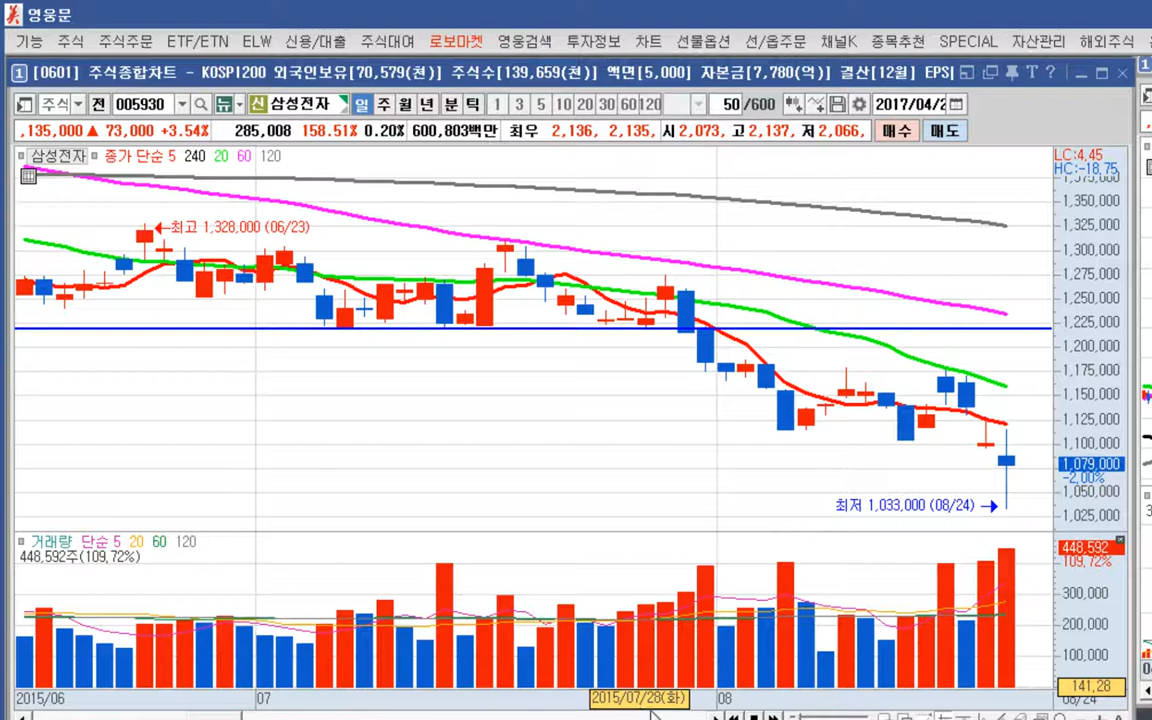 영웅문
기능 주식 주식주문 ETF/ETN ELW 신용/대출 주식대여 로보마켓 영웅검색 투자정보 차트 선물옵션 선/옵주문 채널K 종목추천 SPECIAL 자산관리 해외주식
1 [0601] 주식종합차트 - KOSPI200 외국인보유[70,579(천)] 주식수[139,659(천)] 액면[5,000] 자본금[7,780(억)] 결산[12월] EPS[
주식 전 005930 뉴 신 삼성전자 일 주 월 년 분 틱 1 3 5 10 20 30 60 120 50 /600 2017/04/2
,135,000 ▲ 73,000 +3.54% 285,008 158.51% 0.20% 600,803백만 최우 2,136, 2,135, 시 2,073, 고 2,137, 저 2,066, 매수 매도
삼성전자 종가 단순 5 240 20 60 120
LC:4,45
HC:-18,75
1,375,000
1,350,000
최고 1,328,000 (06/23)
1,325,000
1,300,000
1,275,000
1,250,000
1,225,000
1,200,000
1,175,000
1,150,000
1,125,000
1,100,000
1,079,000
-2,00%
1,050,000
최저 1,033,000 (08/24)
1,025,000
거래량 단순 5 20 60 120
448,592주(109,72%)
448,592
109,72%
300,000
200,000
100,000
141,28
2015/06 07 2015/07/28(화) 08 08/24